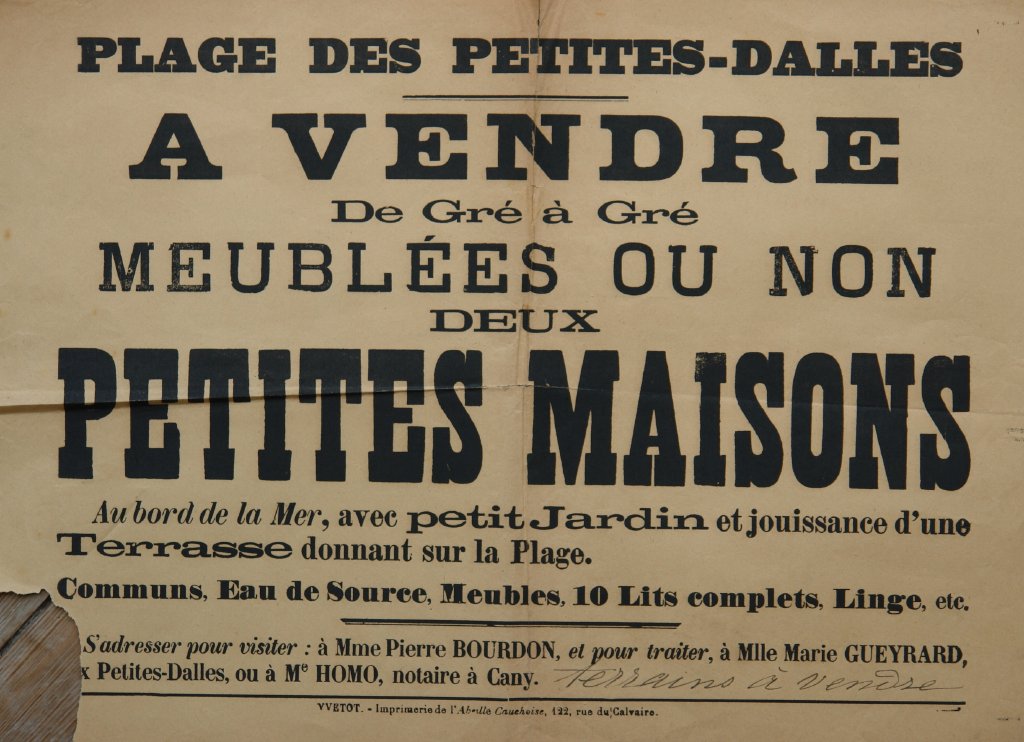 PLAGE DES PETITES-DALLES
A VENDRE
De Gré à Gré
MEUBLÉES OU NON
DEUX
PETITES MAISONS
Au bord de la Mer, avec petit Jardin et jouissance d'une
Terrasse donnant sur la Plage.
Communs, Eau de Source, Meubles, 10 Lits complets, Linge, etc.
S'adresser pour visiter : à Mme Pierre BOURDON, et pour traiter, à Mlle Marie GUEYRARD,
x Petites-Dalles, ou à Me HOMO, notaire à Cany. terrains à vendre
YVETOT. - Imprimerie de l'Abeille Cauchoise, 122, rue du Calvaire.